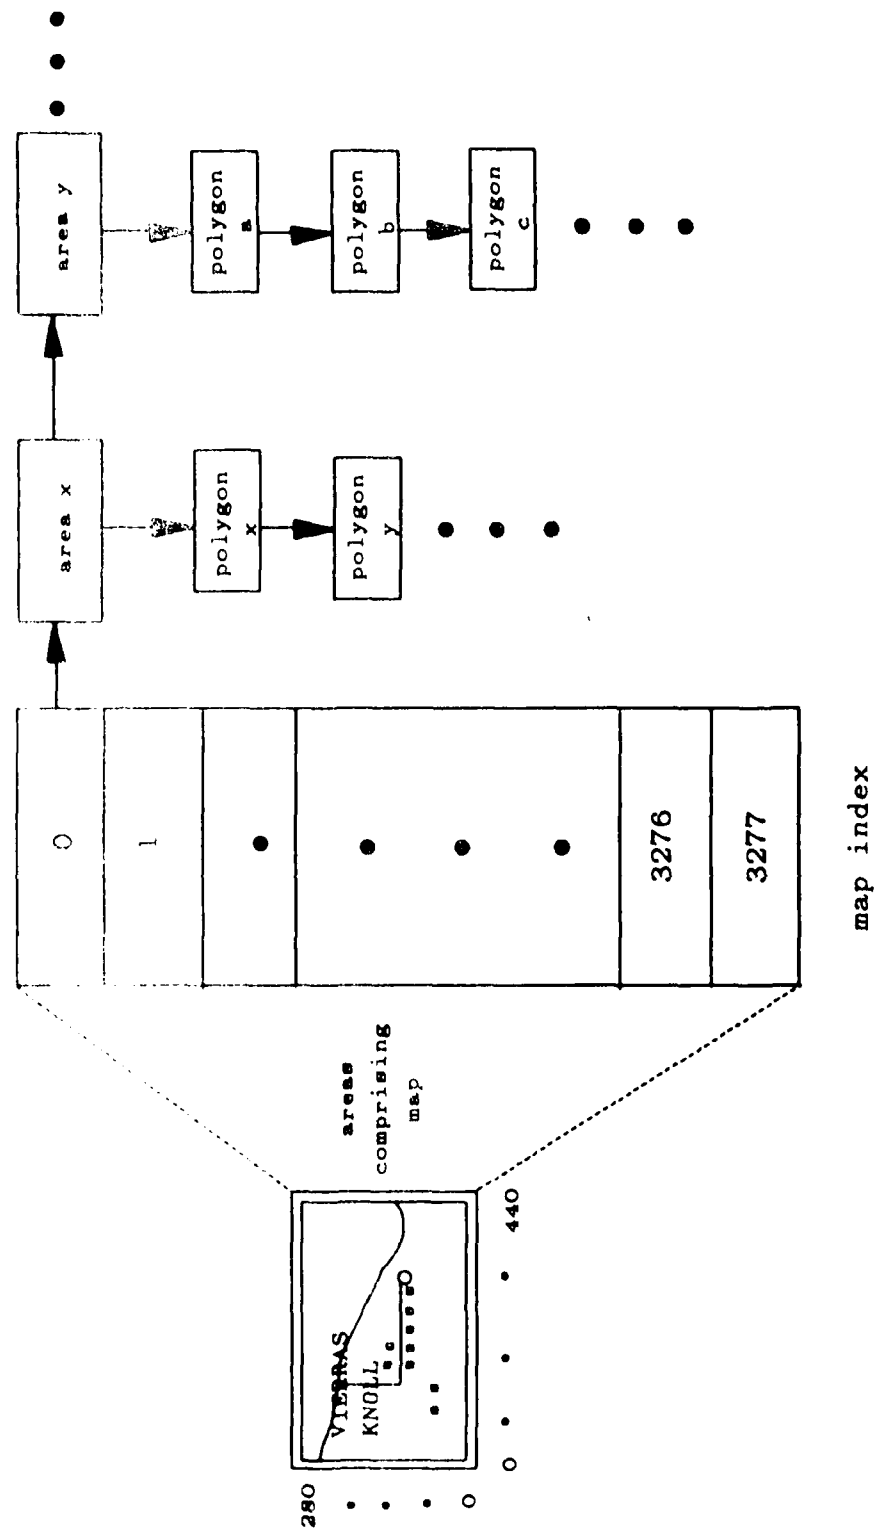 area x
area y
polygon
x
polygon
y
polygon
a
polygon
b
polygon
c
0
1
3276
3277
map index
areas
comprising
map
VIERRAS
KNOLL
280
0
0
440